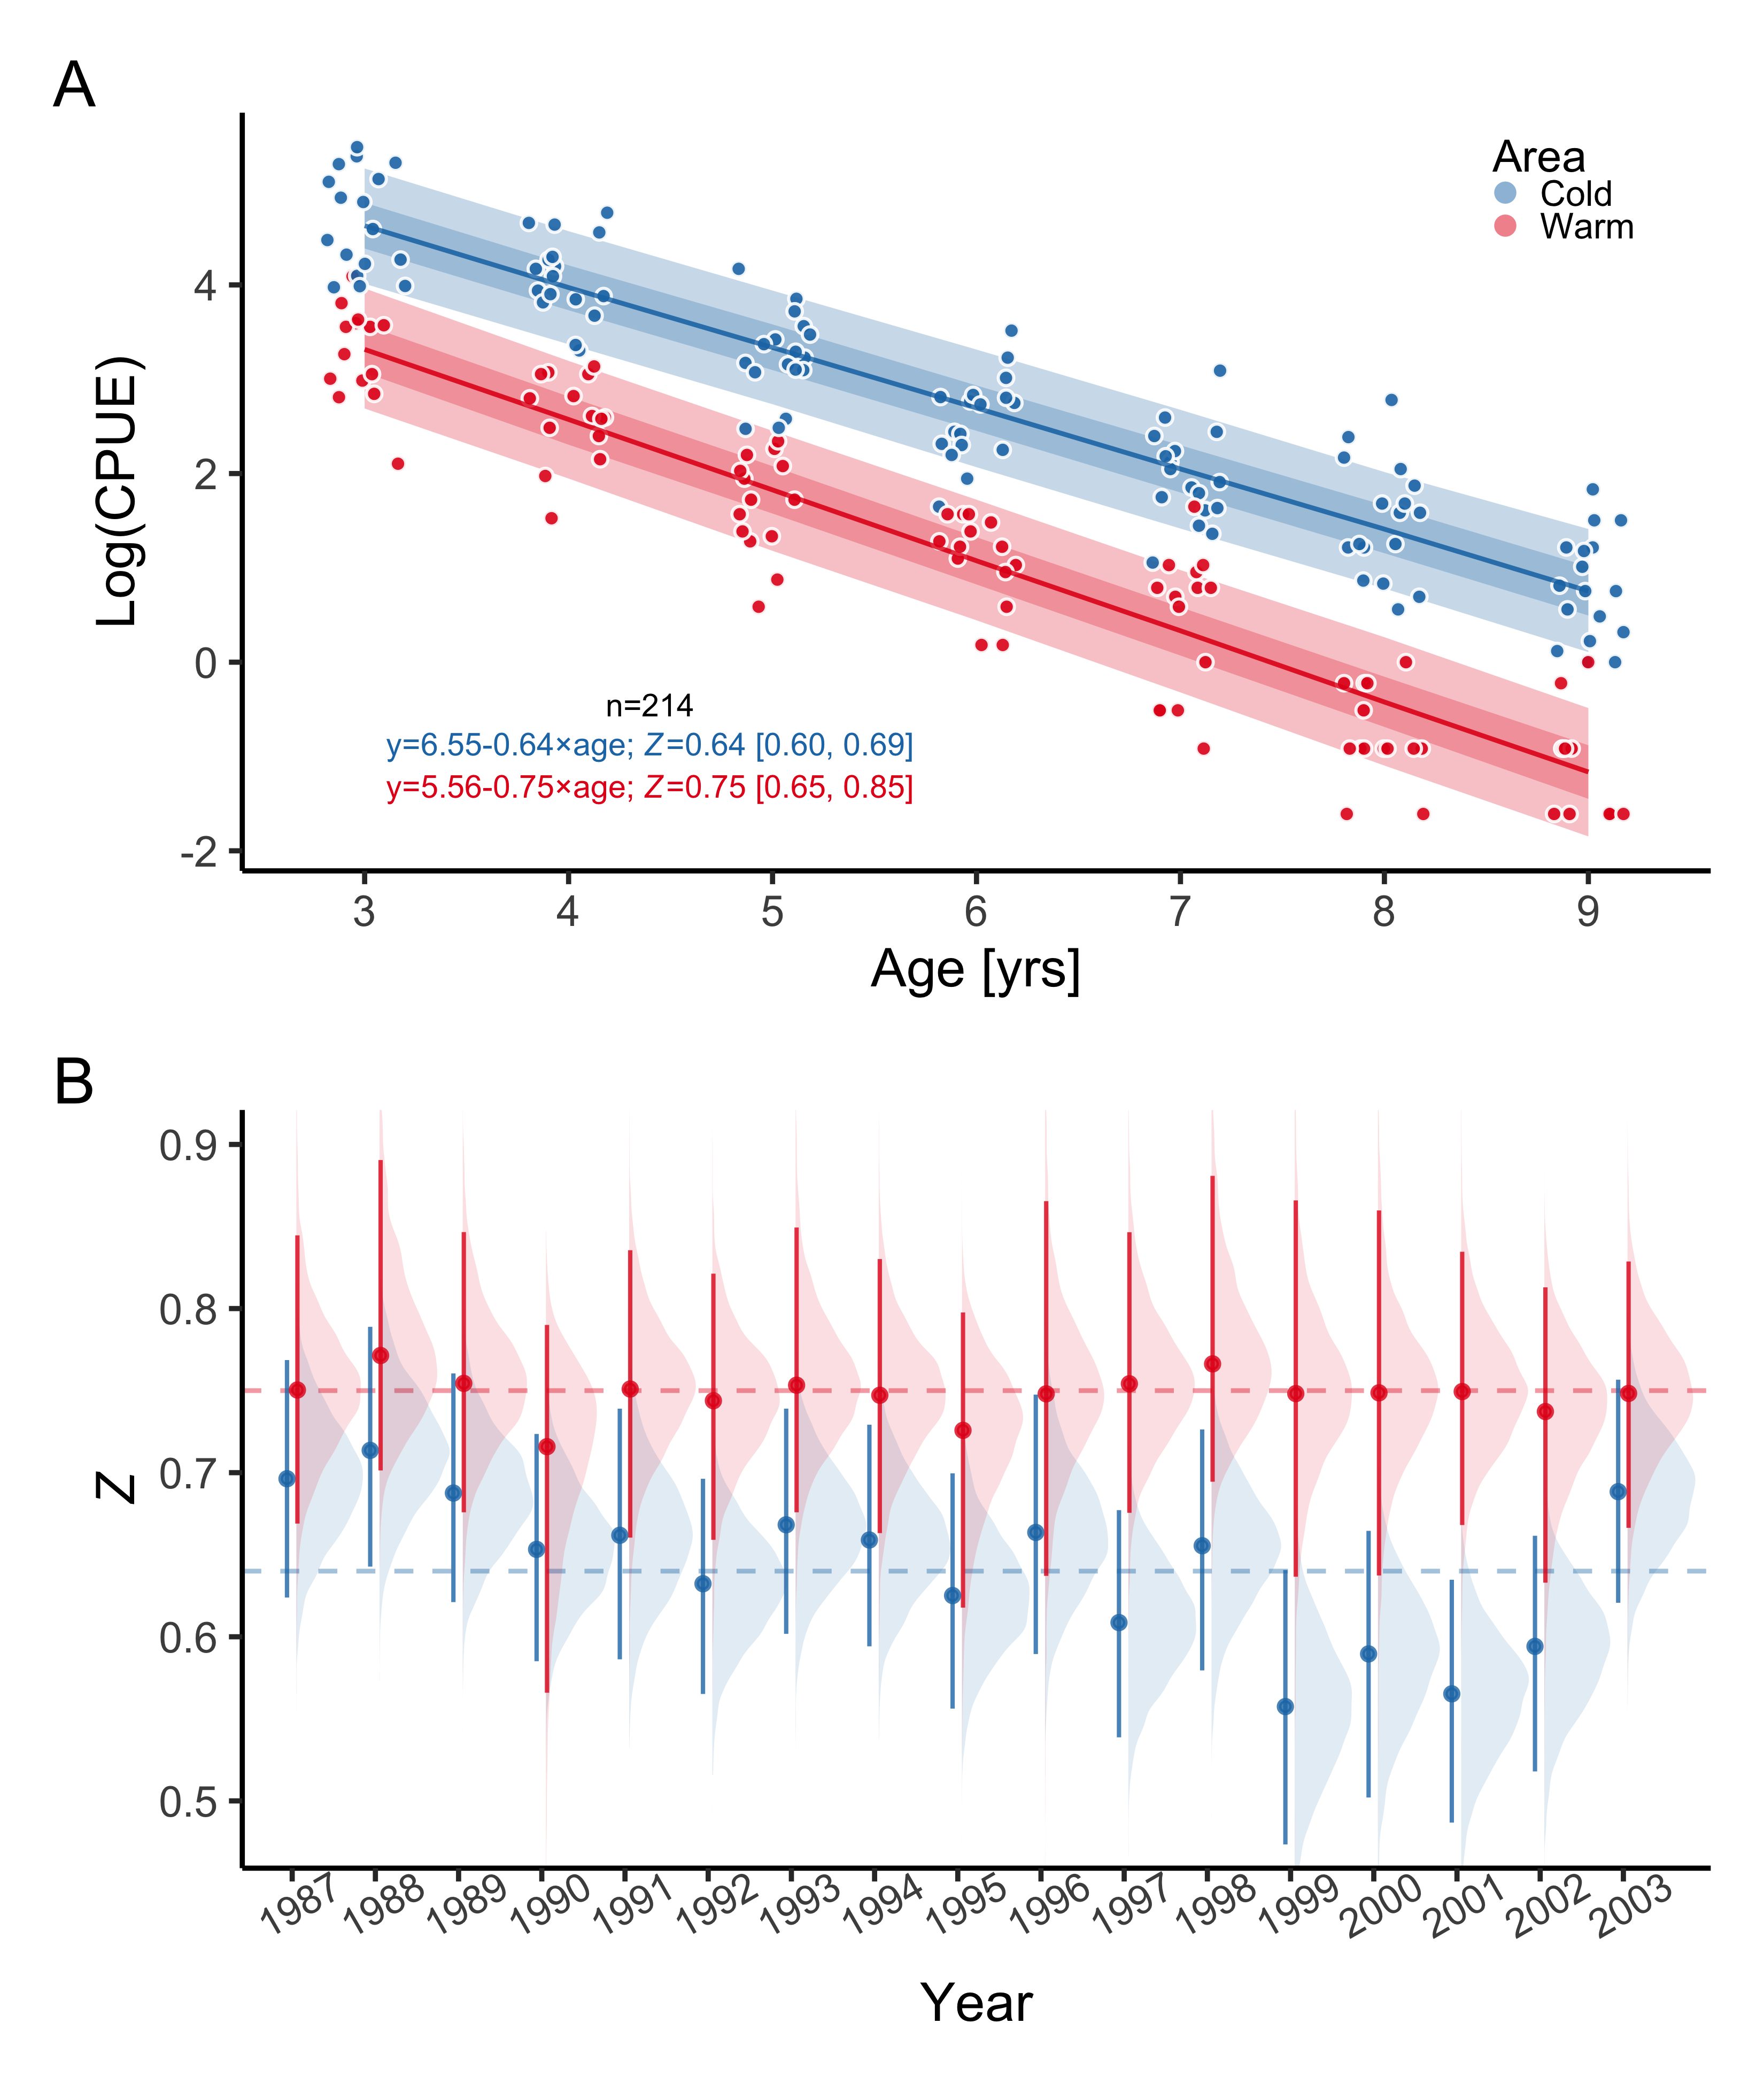 A
Area
Cold
Warm
Log(CPUE)
4
2
0
-2
n=214
y=6.55-0.64×age; Z=0.64 [0.60, 0.69]
y=5.56-0.75×age; Z=0.75 [0.65, 0.85]
3 4 5 6 7 8 9
Age [yrs]
B
Z
0.9
0.8
0.7
0.6
0.5
1987 1988 1989 1990 1991 1992 1993 1994 1995 1996 1997 1998 1999 2000 2001 2002 2003
Year